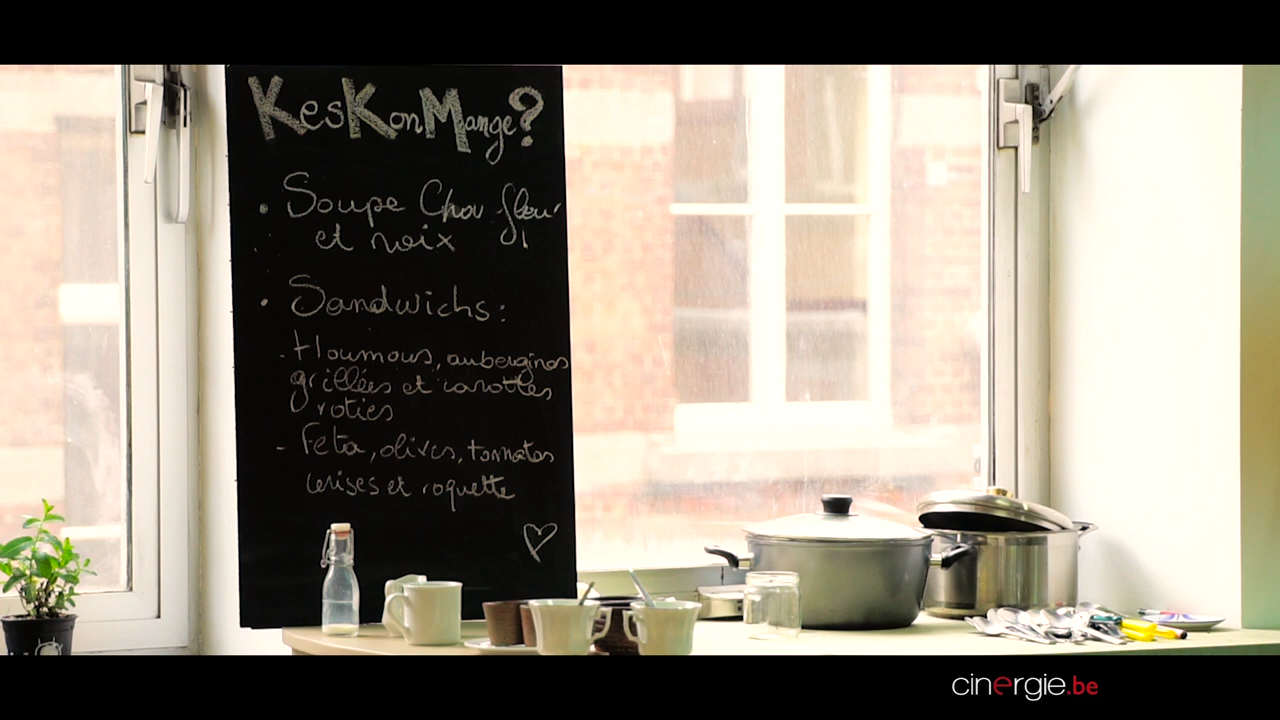 KesKonMange?
• Soupe Chou fleur
et noix
• Sandwichs:
- Houmous, aubergines
grillées et carottes
roties
- Feta, olives, tomates
cerises et roquette
cinergie.be